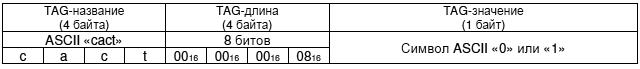 TAG-название TAG-длина TAG-значение
(4 байта) (4 байта) (1 байт)
ASCII «cact» 8 битов Символ ASCII «0» или «1»
c a c t 00₁₆ 00₁₆ 00₁₆ 08₁₆